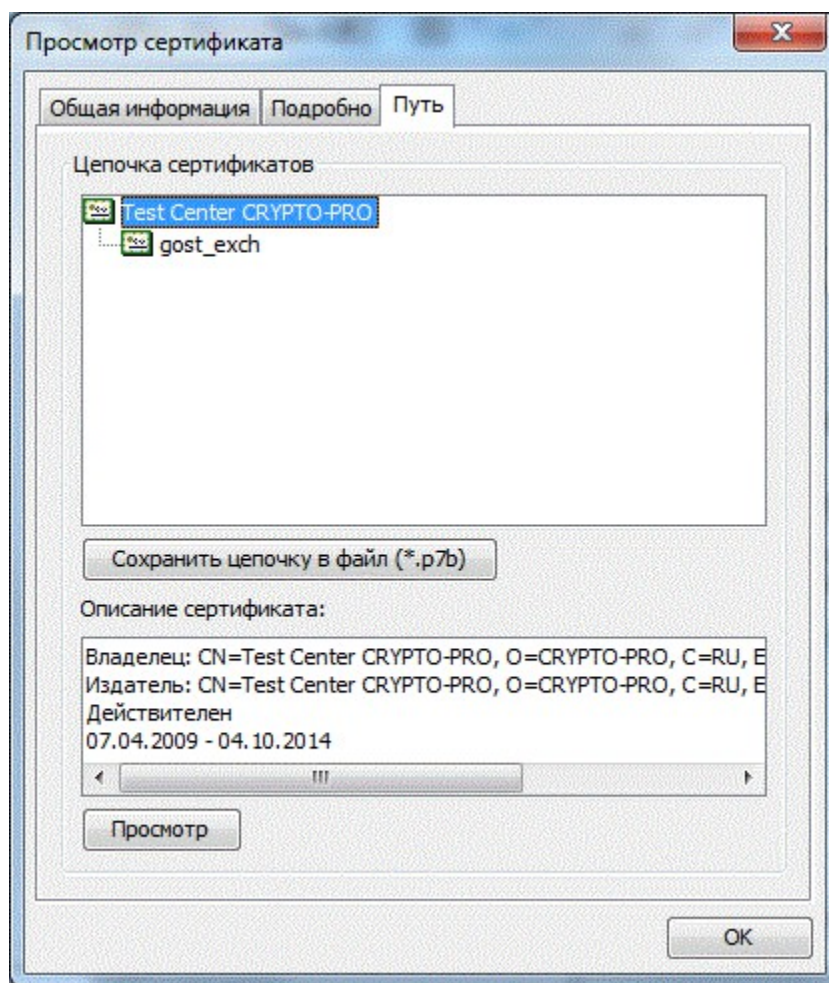 Просмотр сертификата
Общая информация Подробно Путь
Цепочка сертификатов
Test Center CRYPTO-PRO
gost_exch
Сохранить цепочку в файл (*.p7b)
Описание сертификата:
Владелец: CN=Test Center CRYPTO-PRO, O=CRYPTO-PRO, C=RU, E
Издатель: CN=Test Center CRYPTO-PRO, O=CRYPTO-PRO, C=RU, E
Действителен
07.04.2009 - 04.10.2014
Просмотр
OK